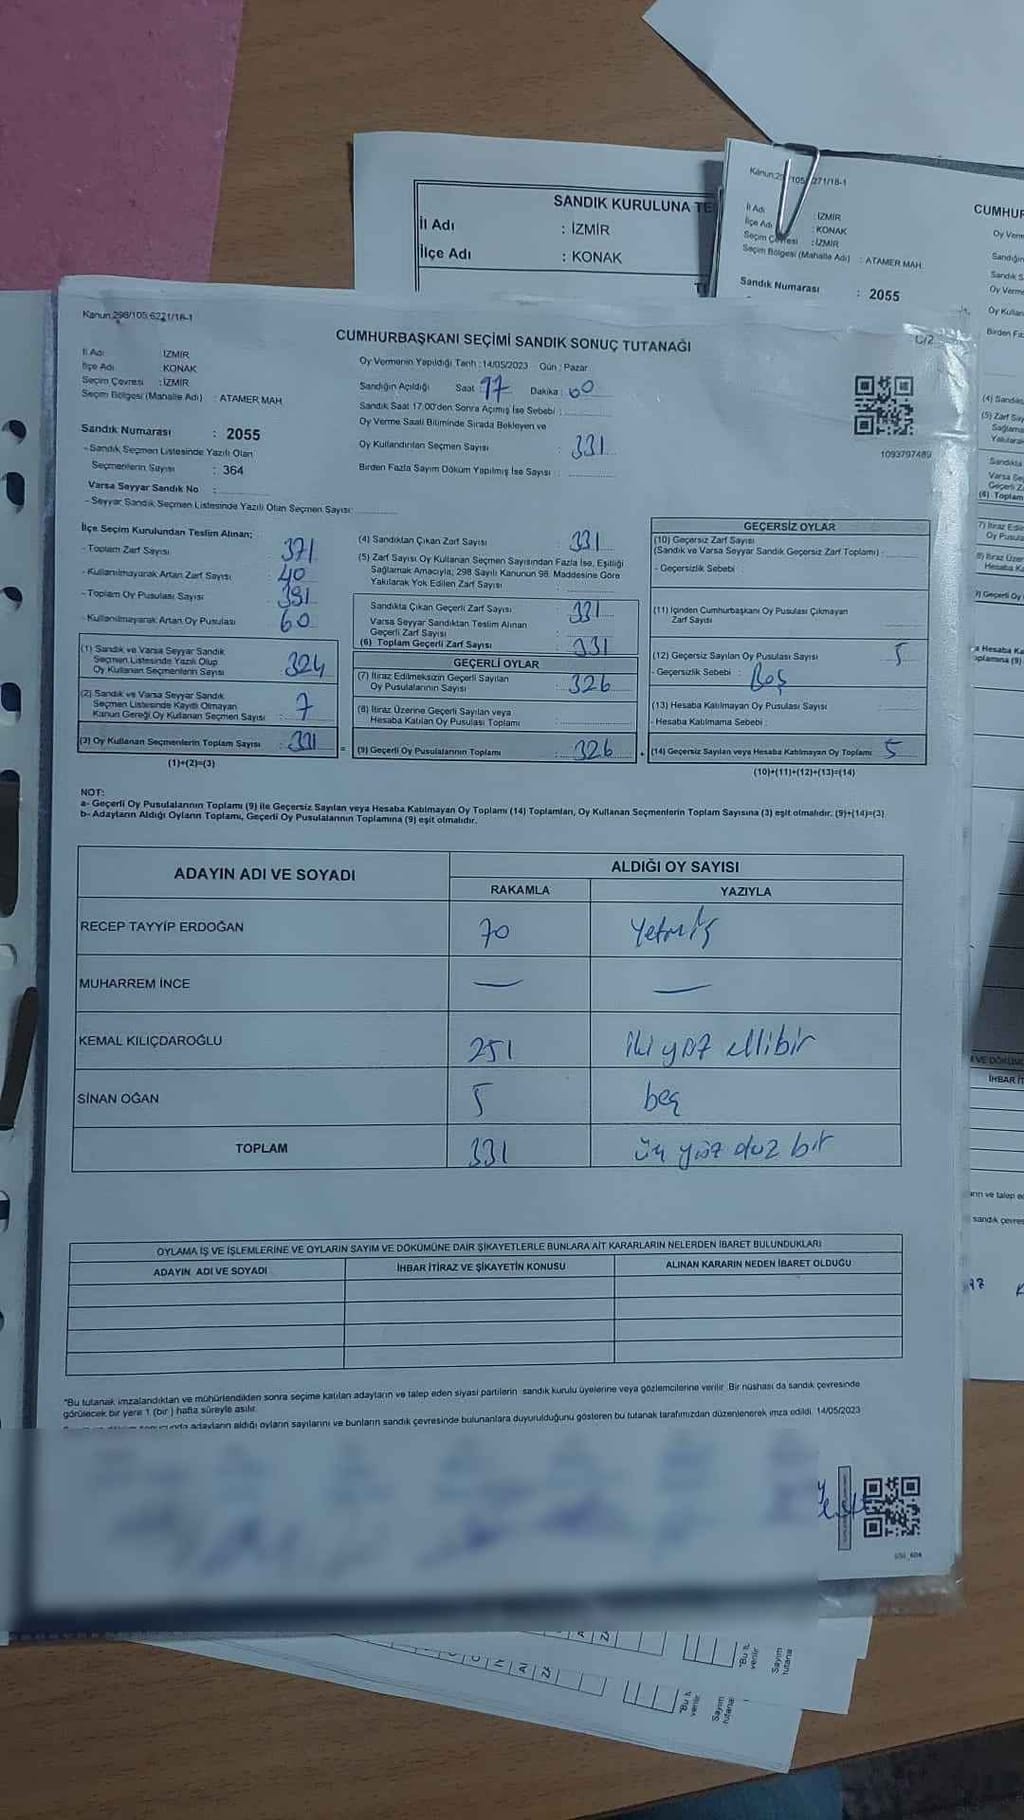 SANDIK KURULUNA TE
İl Adı : İZMİR
İlçe Adı : KONAK
İl Adı : İZMİR
İlçe Adı : KONAK
Seçim Çevresi : İZMİR
Seçim Bölgesi (Mahalle Adı) : ATAMER MAH.
Sandık Numarası : 2055
CUMHUR
Kanun:298/105.6271/18-1
C/2
CUMHURBAŞKANI SEÇİMİ SANDIK SONUÇ TUTANAĞI
İl Adı : İZMİR
İlçe Adı : KONAK
Seçim Çevresi : İZMİR
Seçim Bölgesi (Mahalle Adı) : ATAMER MAH
Sandık Numarası : 2055
- Sandık Seçmen Listesinde Yazılı Olan
Seçmenlerin Sayısı : 364
Varsa Seyyar Sandık No :
- Seyyar Sandık Seçmen Listesinde Yazılı Olan Seçmen Sayısı:
Oy Vermenin Yapıldığı Tarih : 14/05/2023 Gün : Pazar
Sandığın Açıldığı Saat 17 Dakika : 00
Sandık Saat 17:00'den Sonra Açılmış İse Sebebi :
Oy Verme Saati Bitiminde Sırada Bekleyen ve
Oy Kullandırılan Seçmen Sayısı : 331
Birden Fazla Sayım Döküm Yapılmış İse Sayısı :
1093797489
İlçe Seçim Kurulundan Teslim Alınan;
- Toplam Zarf Sayısı : 371
- Kullanılmayarak Artan Zarf Sayısı : 40
- Toplam Oy Pusulası Sayısı : 391
- Kullanılmayarak Artan Oy Pusulası : 60
(1) Sandık ve Varsa Seyyar Sandık
Seçmen Listesinde Yazılı Olup
Oy Kullanan Seçmenlerin Sayısı : 324
(2) Sandık ve Varsa Seyyar Sandık
Seçmen Listesinde Kayıtlı Olmayan
Kanun Gereği Oy Kullanan Seçmen Sayısı : 7
(3) Oy Kullanan Seçmenlerin Toplam Sayısı : 331
(1)+(2)=(3)
(4) Sandıktan Çıkan Zarf Sayısı : 331
(5) Zarf Sayısı Oy Kullanan Seçmen Sayısından Fazla İse, Eşitliği
Sağlamak Amacıyla; 298 Sayılı Kanunun 98. Maddesine Göre
Yakılarak Yok Edilen Zarf Sayısı :
Sandıkta Çıkan Geçerli Zarf Sayısı : 331
Varsa Seyyar Sandıktan Teslim Alınan
Geçerli Zarf Sayısı :
(6) Toplam Geçerli Zarf Sayısı : 331
GEÇERLİ OYLAR
(7) İtiraz Edilmeksizin Geçerli Sayılan
Oy Pusulalarının Sayısı : 326
(8) İtiraz Üzerine Geçerli Sayılan veya
Hesaba Katılan Oy Pusulası Toplamı :
(9) Geçerli Oy Pusulalarının Toplamı : 326
GEÇERSİZ OYLAR
(10) Geçersiz Zarf Sayısı
(Sandık ve Varsa Seyyar Sandık Geçersiz Zarf Toplamı) :
- Geçersizlik Sebebi :
(11) İçinden Cumhurbaşkanı Oy Pusulası Çıkmayan
Zarf Sayısı :
(12) Geçersiz Sayılan Oy Pusulası Sayısı : 5
- Geçersizlik Sebebi : Boş
(13) Hesaba Katılmayan Oy Pusulası Sayısı :
- Hesaba Katılmama Sebebi :
(14) Geçersiz Sayılan veya Hesaba Katılmayan Oy Toplamı : 5
(10)+(11)+(12)+(13)=(14)
NOT:
a- Geçerli Oy Pusulalarının Toplamı (9) ile Geçersiz Sayılan veya Hesaba Katılmayan Oy Toplamı (14) Toplamları, Oy Kullanan Seçmenlerin Toplam Sayısına (3) eşit olmalıdır. (9)+(14)=(3)
b- Adayların Aldığı Oyların Toplamı, Geçerli Oy Pusulalarının Toplamına (9) eşit olmalıdır.
ADAYIN ADI VE SOYADI
ALDIĞI OY SAYISI
RAKAMLA YAZIYLA
RECEP TAYYİP ERDOĞAN 70 Yetmiş
MUHARREM İNCE — —
KEMAL KILIÇDAROĞLU 251 iki yüz ellibir
SİNAN OĞAN 5 beş
TOPLAM 331 üç yüz otuz bir
OYLAMA İŞ VE İŞLEMLERİNE VE OYLARIN SAYIM VE DÖKÜMÜNE DAİR ŞİKAYETLERLE BUNLARA AİT KARARLARIN NELERDEN İBARET BULUNDUKLARI
ADAYIN ADI VE SOYADI İHBAR İTİRAZ VE ŞİKAYETİN KONUSU ALINAN KARARIN NEDEN İBARET OLDUĞU
*Bu tutanak imzalandıktan ve mühürlendikten sonra seçime katılan adayların ve talep eden siyasi partilerin sandık kurulu üyelerine veya gözlemcilerine verilir. Bir nüshası da sandık çevresinde
görülecek bir yere 1 (bir) hafta süreyle asılır.
adayların aldığı oyların sayılarını ve bunların sandık çevresinde bulunanlara duyurulduğunu gösteren bu tutanak tarafımızdan düzenlenerek imza edildi. 14/05/2023